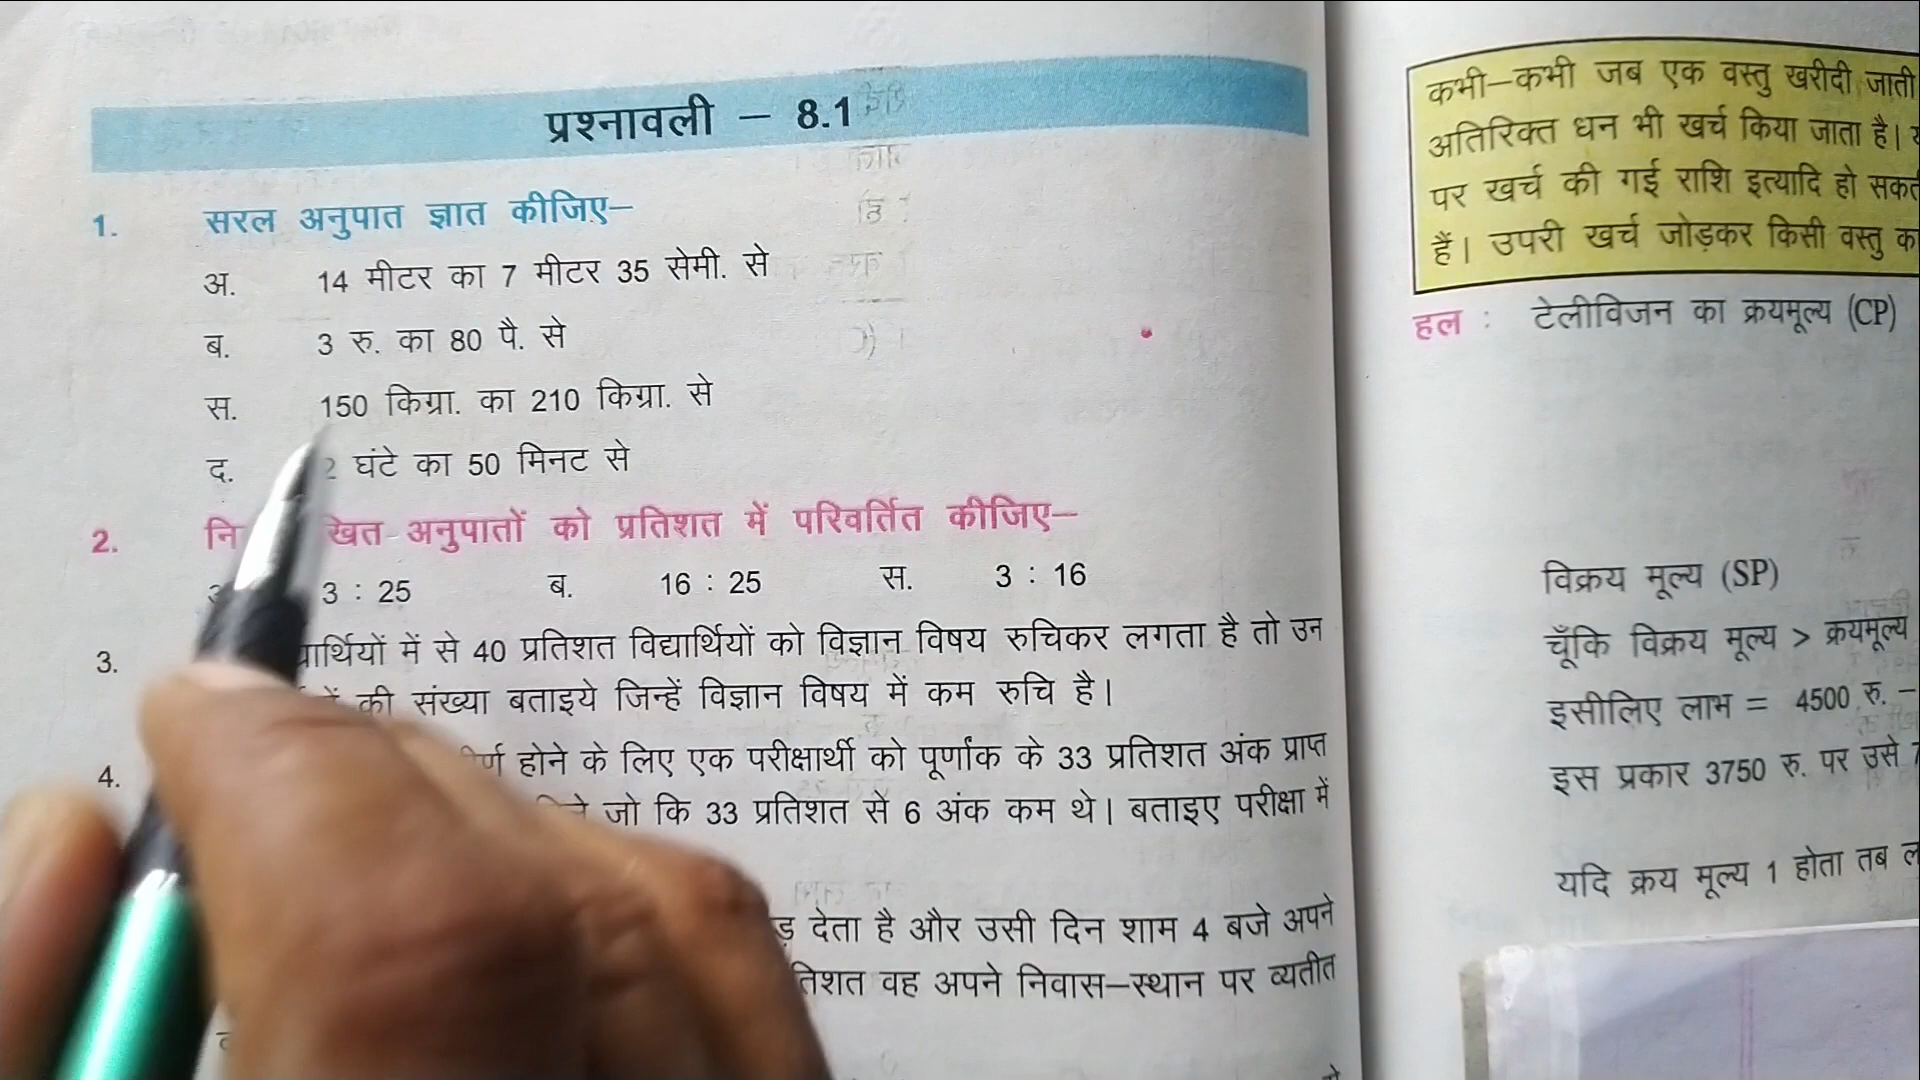 प्रश्नावली – 8.1
1. सरल अनुपात ज्ञात कीजिए–
अ. 14 मीटर का 7 मीटर 35 सेमी. से
ब. 3 रु. का 80 पै. से
स. 150 किग्रा. का 210 किग्रा. से
द. 2 घंटे का 50 मिनट से
2. अनुपातों को प्रतिशत में परिवर्तित कीजिए–
3 : 25 ब. 16 : 25 स. 3 : 16
3. में से 40 प्रतिशत विद्यार्थियों को विज्ञान विषय रुचिकर लगता है तो उन
की संख्या बताइये जिन्हें विज्ञान विषय में कम रुचि है।
4. होने के लिए एक परीक्षार्थी को पूर्णांक के 33 प्रतिशत अंक प्राप्त
जो कि 33 प्रतिशत से 6 अंक कम थे। बताइए परीक्षा में
देता है और उसी दिन शाम 4 बजे अपने
वह अपने निवास–स्थान पर व्यतीत
कभी–कभी जब एक वस्तु खरीदी जाती
अतिरिक्त धन भी खर्च किया जाता है।
पर खर्च की गई राशि इत्यादि हो
हैं। उपरी खर्च जोड़कर किसी वस्तु
हल : टेलीविजन का क्रयमूल्य (CP)
विक्रय मूल्य (SP)
चूँकि विक्रय मूल्य > क्रयमूल्य
इसीलिए लाभ = 4500 रु. –
इस प्रकार 3750 रु. पर उसे
यदि क्रय मूल्य 1 होता तब